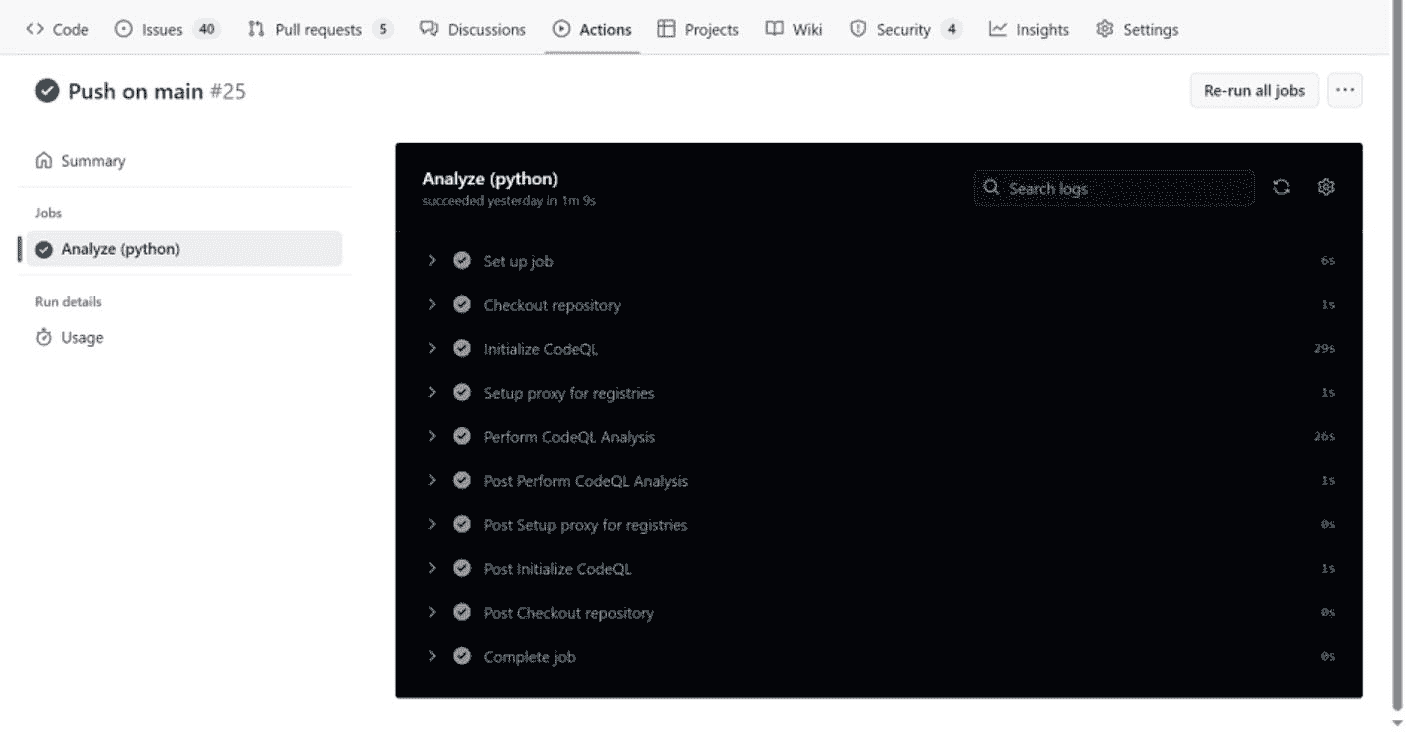 Code Issues 40 Pull requests 5 Discussions Actions Projects Wiki Security 4 Insights Settings
Push on main #25
Re-run all jobs
Summary
Jobs
Analyze (python)
Run details
Usage
Analyze (python)
succeeded yesterday in 1m 9s
Search logs
Set up job 6s
Checkout repository 1s
Initialize CodeQL 29s
Setup proxy for registries 1s
Perform CodeQL Analysis 26s
Post Perform CodeQL Analysis 1s
Post Setup proxy for registries 0s
Post Initialize CodeQL 1s
Post Checkout repository 0s
Complete job 0s